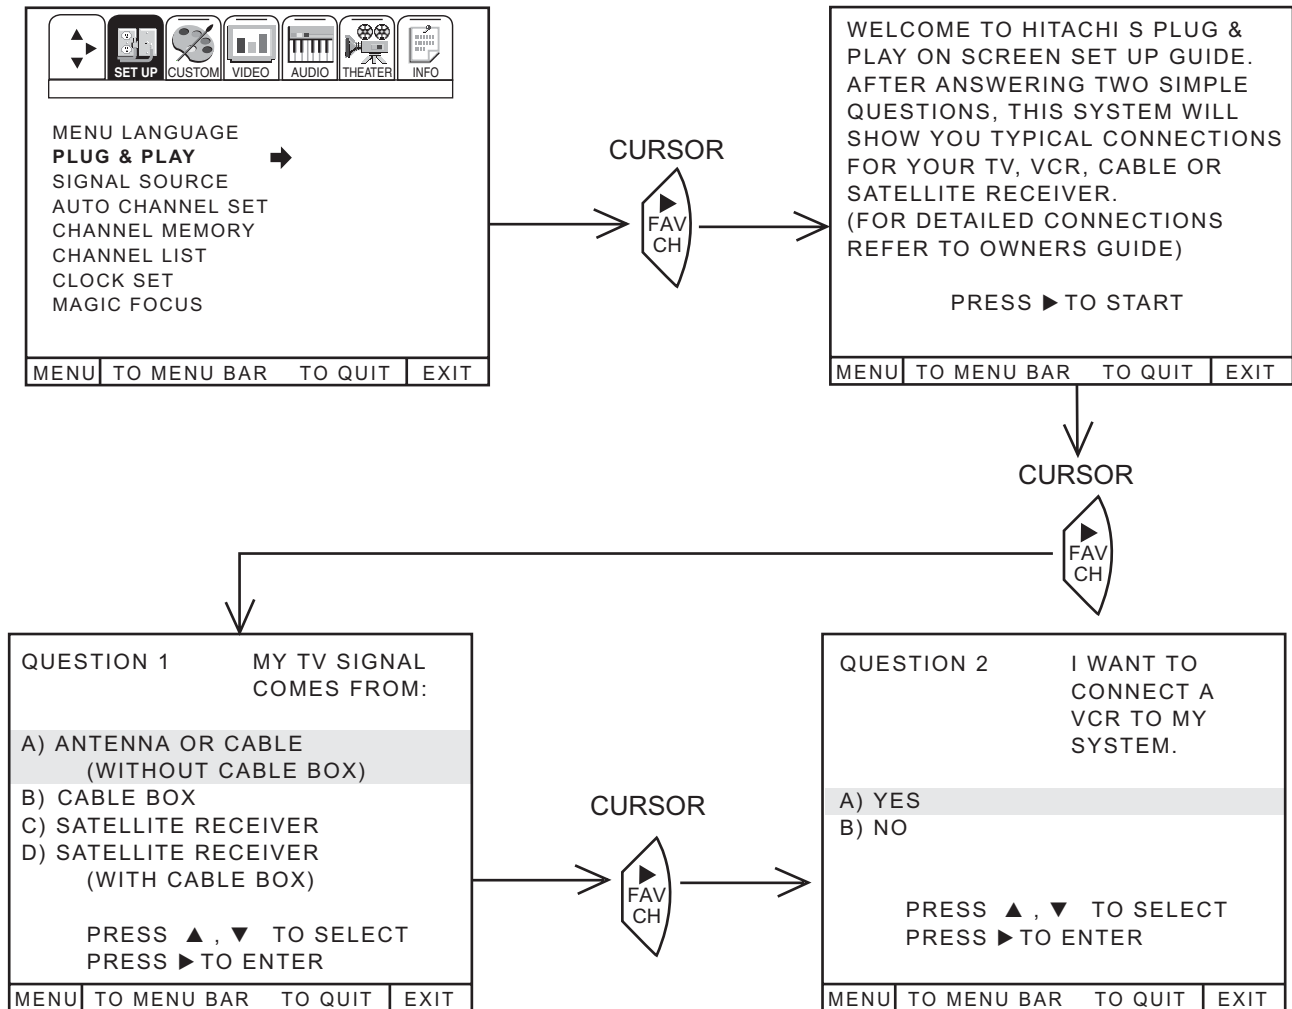 SET UP CUSTOM VIDEO AUDIO THEATER INFO
MENU LANGUAGE
PLUG & PLAY
SIGNAL SOURCE
AUTO CHANNEL SET
CHANNEL MEMORY
CHANNEL LIST
CLOCK SET
MAGIC FOCUS
MENU TO MENU BAR TO QUIT EXIT
CURSOR
FAV
CH
WELCOME TO HITACHI S PLUG &
PLAY ON SCREEN SET UP GUIDE.
AFTER ANSWERING TWO SIMPLE
QUESTIONS, THIS SYSTEM WILL
SHOW YOU TYPICAL CONNECTIONS
FOR YOUR TV, VCR, CABLE OR
SATELLITE RECEIVER.
(FOR DETAILED CONNECTIONS
REFER TO OWNERS GUIDE)
PRESS ▶ TO START
MENU TO MENU BAR TO QUIT EXIT
CURSOR
FAV
CH
QUESTION 1 MY TV SIGNAL
COMES FROM:
A) ANTENNA OR CABLE
(WITHOUT CABLE BOX)
B) CABLE BOX
C) SATELLITE RECEIVER
D) SATELLITE RECEIVER
(WITH CABLE BOX)
PRESS ▲ , ▼ TO SELECT
PRESS ▶ TO ENTER
MENU TO MENU BAR TO QUIT EXIT
CURSOR
FAV
CH
QUESTION 2 I WANT TO
CONNECT A
VCR TO MY
SYSTEM.
A) YES
B) NO
PRESS ▲ , ▼ TO SELECT
PRESS ▶ TO ENTER
MENU TO MENU BAR TO QUIT EXIT